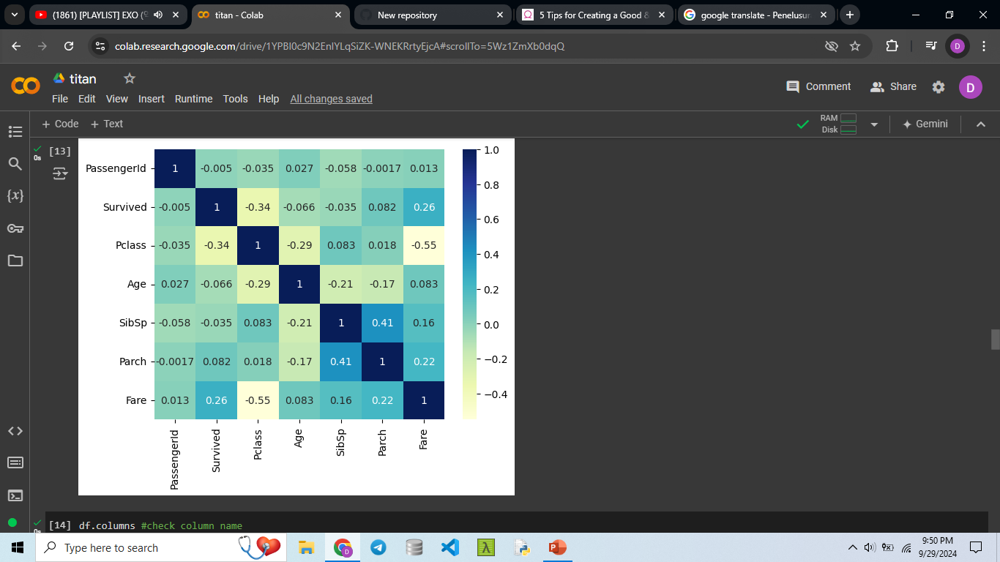 (1861) [PLAYLIST] EXO
titan - Colab
New repository
5 Tips for Creating a Good &
google translate - Penelusur
colab.research.google.com/drive/1YPBI0c9N2EnIYLqSiZK-WNEKRrtyEjcA#scrollTo=5Wz1ZmXb0dqQ
D
CO
titan
Comment
Share
D
File Edit View Insert Runtime Tools Help All changes saved
+ Code + Text
RAM
Disk
Gemini
[13]
0s
PassengerId 1 -0.005 -0.035 0.027 -0.058 -0.0017 0.013
Survived -0.005 1 -0.34 -0.066 -0.035 0.082 0.26
Pclass -0.035 -0.34 1 -0.29 0.083 0.018 -0.55
Age 0.027 -0.066 -0.29 1 -0.21 -0.17 0.083
SibSp -0.058 -0.035 0.083 -0.21 1 0.41 0.16
Parch -0.0017 0.082 0.018 -0.17 0.41 1 0.22
Fare 0.013 0.26 -0.55 0.083 0.16 0.22 1
PassengerId Survived Pclass Age SibSp Parch Fare
1.0
0.8
0.6
0.4
0.2
0.0
−0.2
−0.4
{x}
[14] df.columns #check column name
0s
Type here to search
9:50 PM
9/29/2024